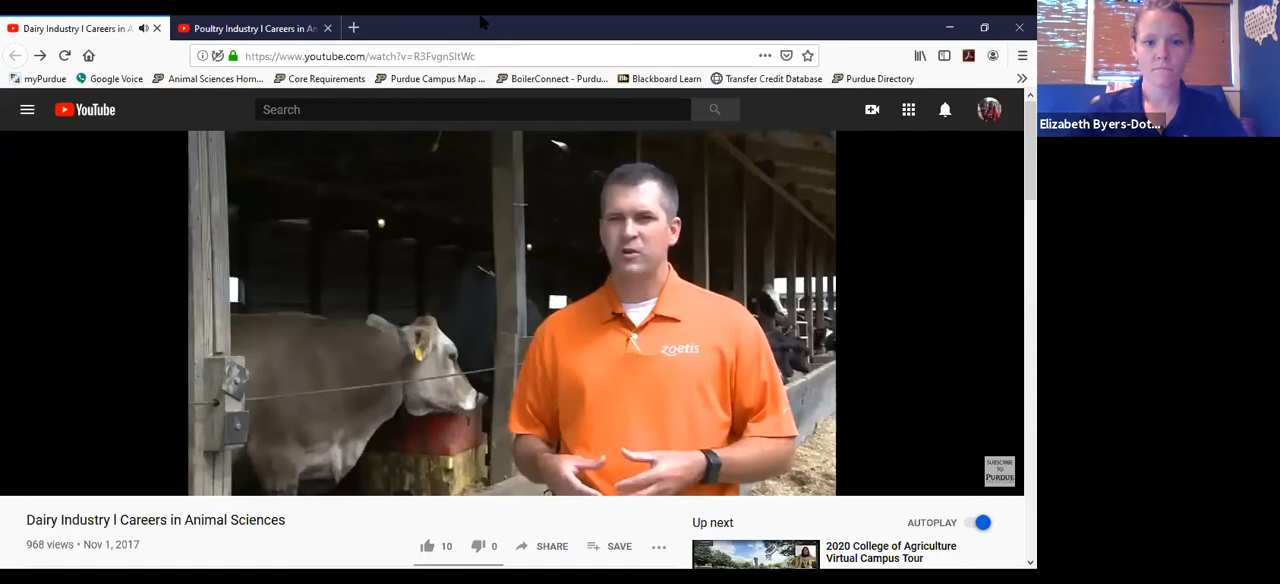 Dairy Industry l Careers in A
Poultry Industry l Careers in An
https://www.youtube.com/watch?v=R3FvgnSltWc
myPurdue
Google Voice
Animal Sciences Hom...
Core Requirements
Purdue Campus Map ...
BoilerConnect - Purdu...
Bb Blackboard Learn
Transfer Credit Database
Purdue Directory
Elizabeth Byers-Dot...
YouTube
Search
zoetis
SUBSCRIBE
TO
PURDUE
Dairy Industry l Careers in Animal Sciences
968 views • Nov 1, 2017
10
0
SHARE
SAVE
Up next
AUTOPLAY
2020 College of Agriculture
Virtual Campus Tour